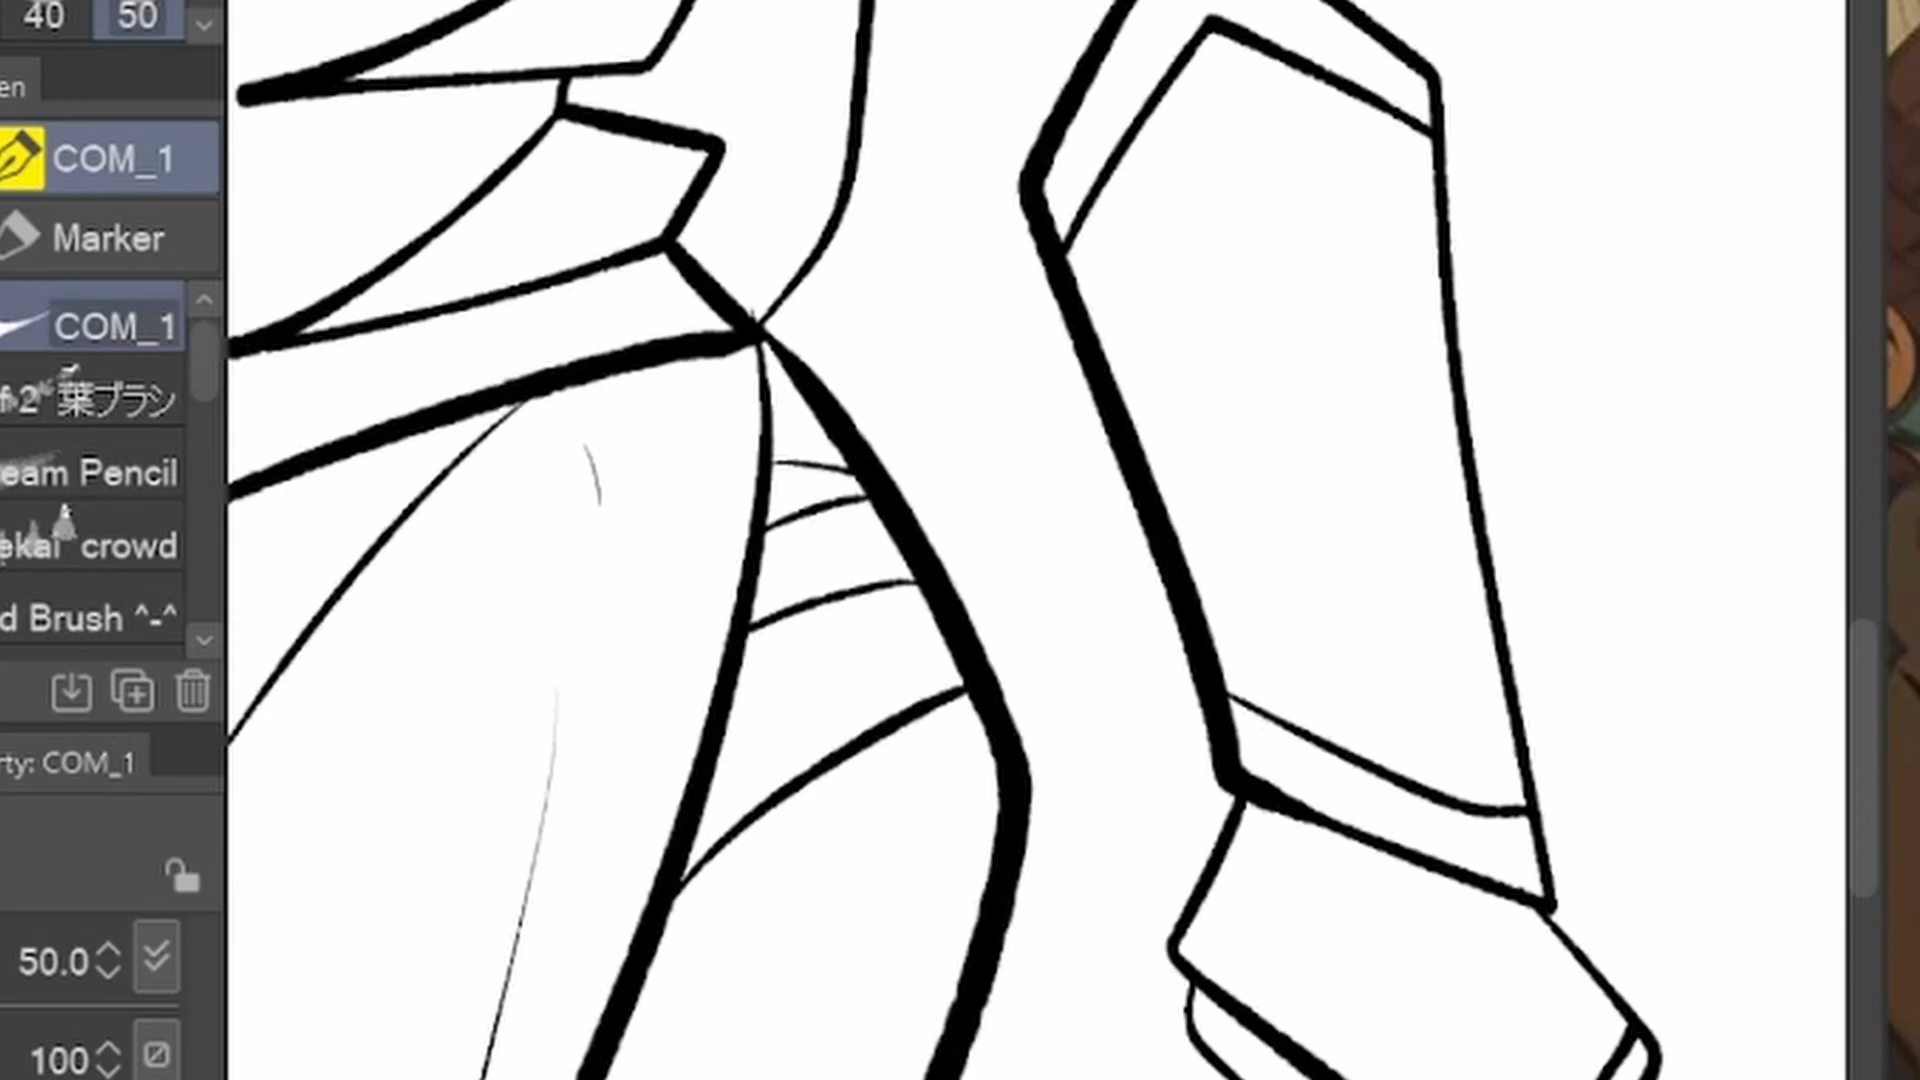 40 50
en
COM_1
Marker
COM_1
葉ブラシ
eam Pencil
ekai crowd
d Brush ^-^
rty: COM_1
50.0
100